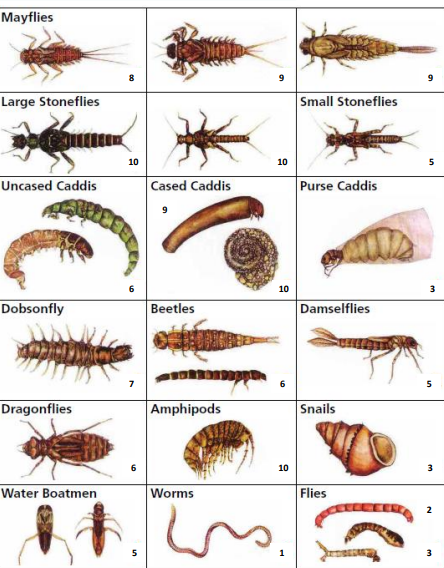 Mayflies
8 9 9
Large Stoneflies Small Stoneflies
10 10 5
Uncased Caddis Cased Caddis Purse Caddis
9
6 10 3
Dobsonfly Beetles Damselflies
7 6 5
Dragonflies Amphipods Snails
6 10 3
Water Boatmen Worms Flies
2
5 1 3